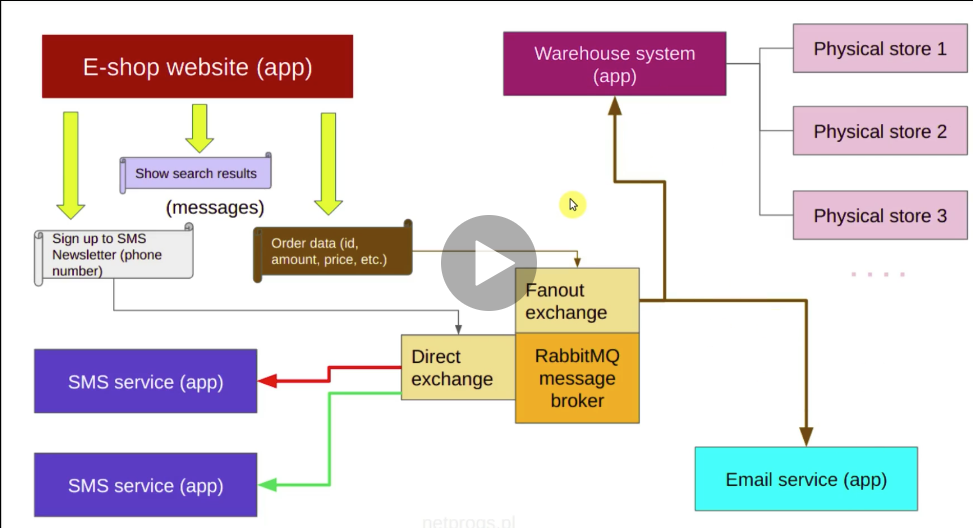 E-shop website (app)
Warehouse system
(app)
Physical store 1
Physical store 2
Physical store 3
Show search results
(messages)
Sign up to SMS
Newsletter (phone
number)
Order data (id,
amount, price, etc.)
Fanout
exchange
Direct
exchange
RabbitMQ
message
broker
SMS service (app)
SMS service (app)
Email service (app)
netprogs.pl